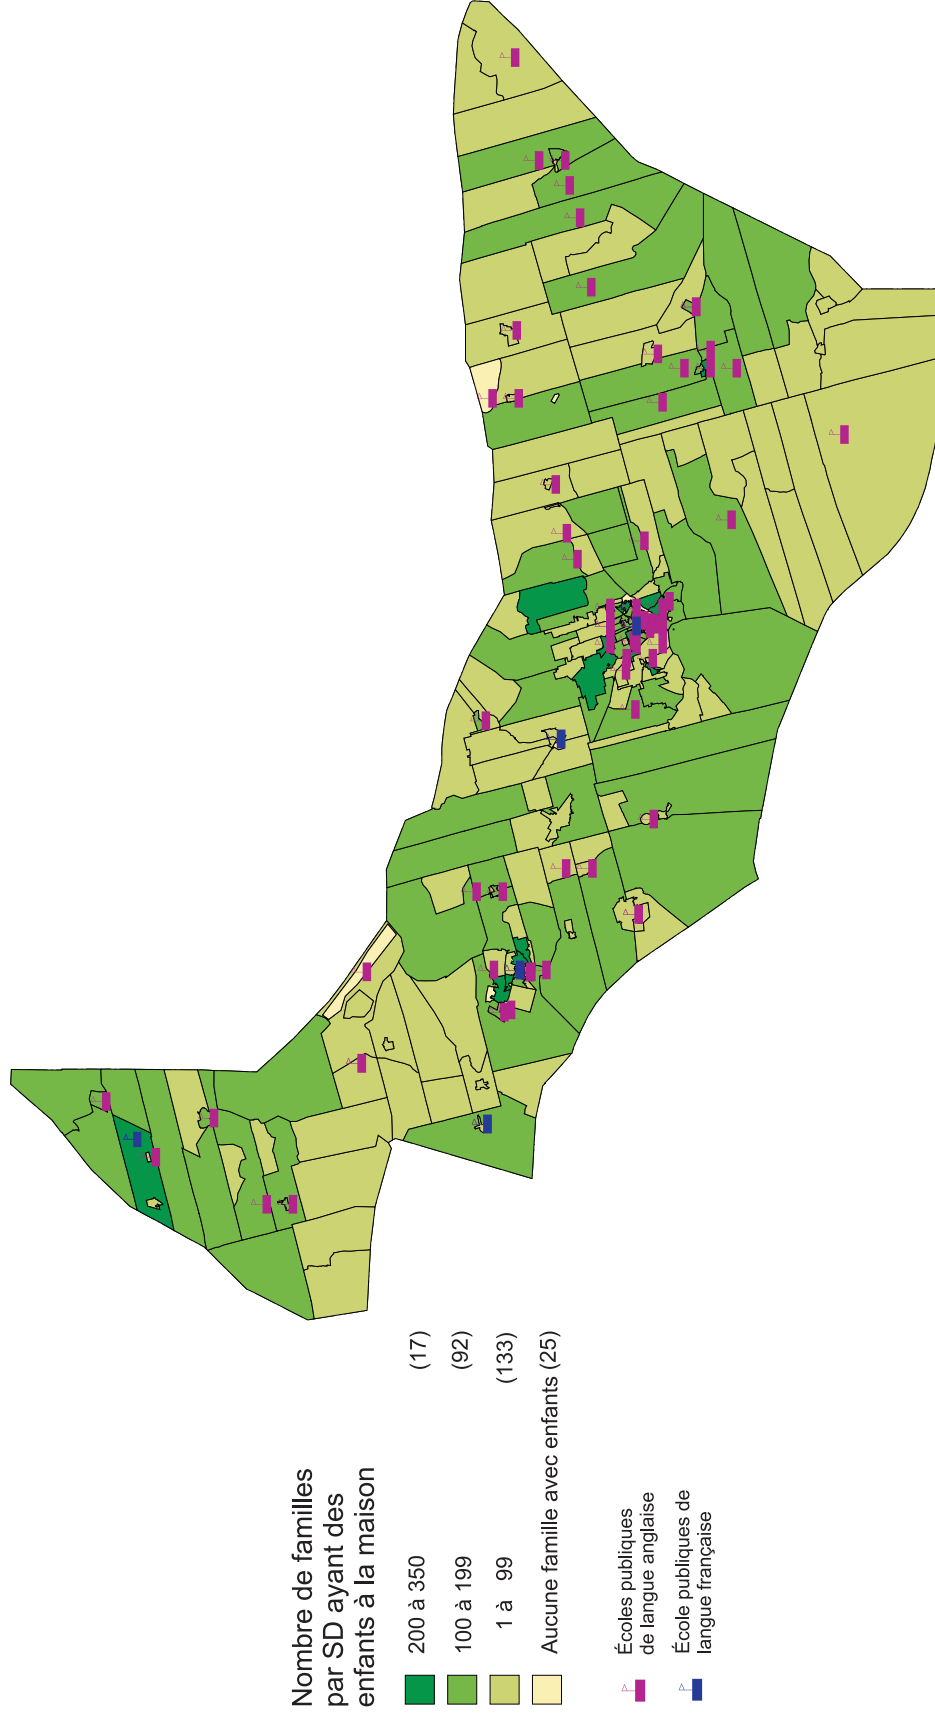 Nombre de familles
par SD ayant des
enfants à la maison
200 à 350 (17)
100 à 199 (92)
1 à 99 (133)
Aucune famille avec enfants (25)
Écoles publiques
de langue anglaise
École publiques de
langue française